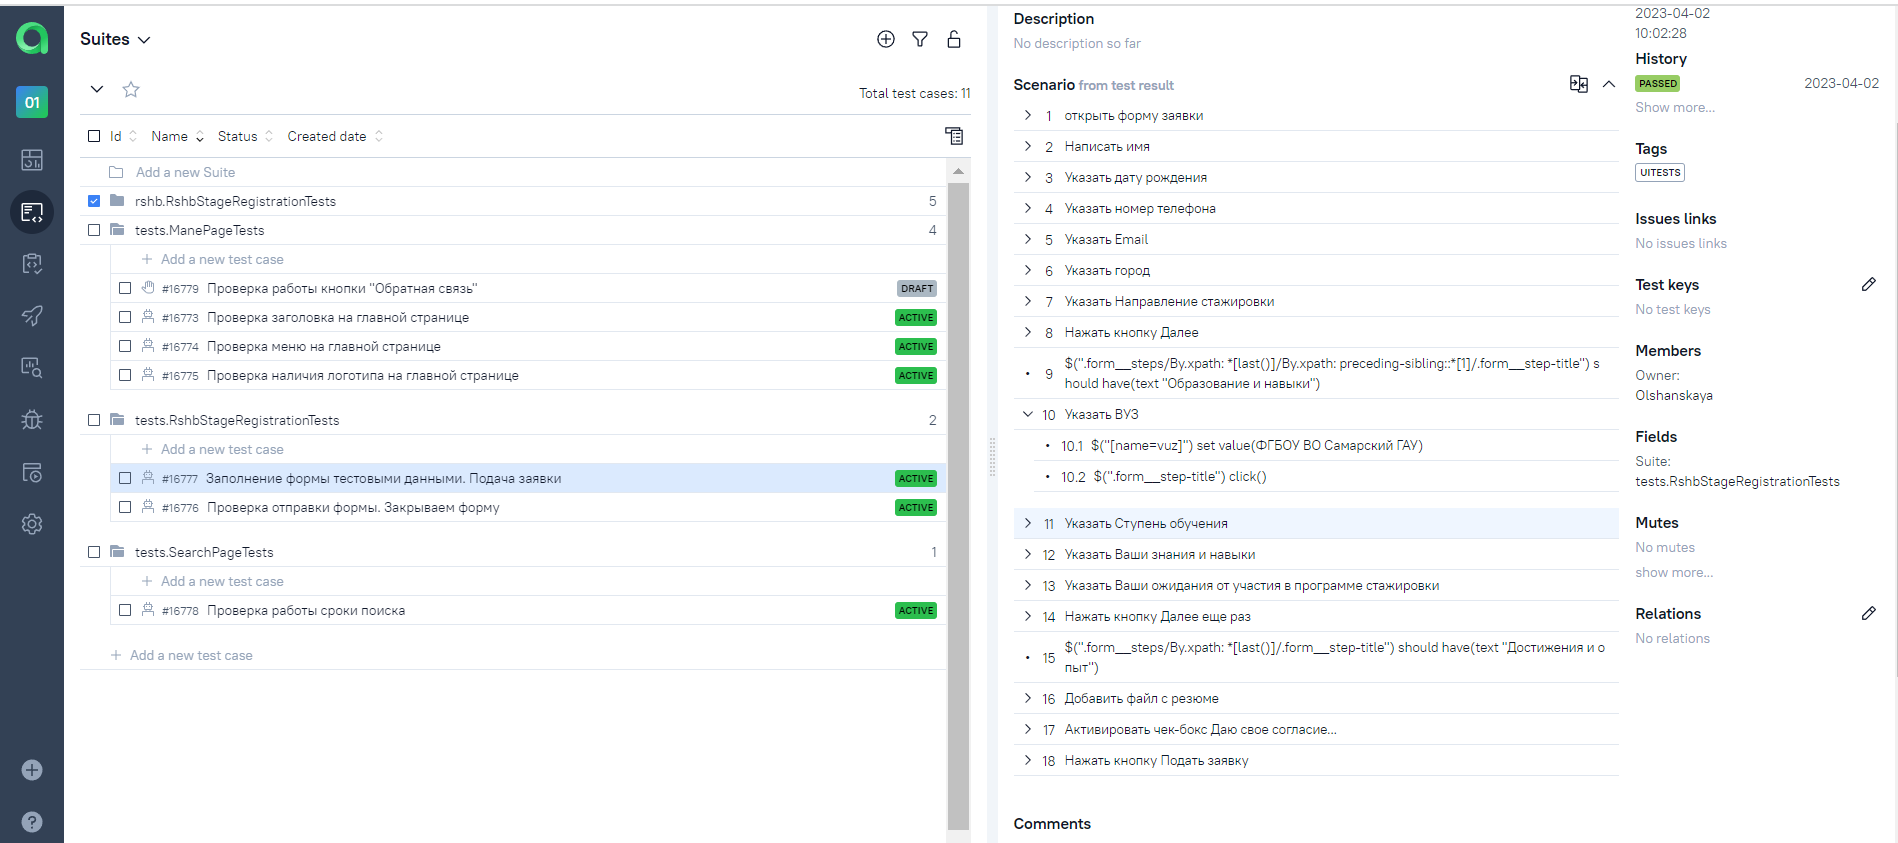 Suites
Total test cases: 11
Id Name Status Created date
Add a new Suite
rshb.RshbStageRegistrationTests 5
tests.ManePageTests 4
Add a new test case
#16779 Проверка работы кнопки "Обратная связь" DRAFT
#16773 Проверка заголовка на главной странице ACTIVE
#16774 Проверка меню на главной странице ACTIVE
#16775 Проверка наличия логотипа на главной странице ACTIVE
tests.RshbStageRegistrationTests 2
Add a new test case
#16777 Заполнение формы тестовыми данными. Подача заявки ACTIVE
#16776 Проверка отправки формы. Закрываем форму ACTIVE
tests.SearchPageTests 1
Add a new test case
#16778 Проверка работы сроки поиска ACTIVE
Add a new test case
01
Description
No description so far
Scenario from test result
1 открыть форму заявки
2 Написать имя
3 Указать дату рождения
4 Указать номер телефона
5 Указать Email
6 Указать город
7 Указать Направление стажировки
8 Нажать кнопку Далее
9 $(".form__steps/By.xpath: *[last()]/By.xpath: preceding-sibling::*[1]/.form__step-title") s
hould have(text "Образование и навыки")
10 Указать ВУЗ
10.1 $("[name=vuz]") set value(ФГБОУ ВО Самарский ГАУ)
10.2 $(".form__step-title") click()
11 Указать Ступень обучения
12 Указать Ваши знания и навыки
13 Указать Ваши ожидания от участия в программе стажировки
14 Нажать кнопку Далее еще раз
15 $(".form__steps/By.xpath: *[last()]/.form__step-title") should have(text "Достижения и о
пыт")
16 Добавить файл с резюме
17 Активировать чек-бокс Даю свое согласие...
18 Нажать кнопку Подать заявку
Comments
2023-04-02
10:02:28
History
PASSED 2023-04-02
Show more...
Tags
UITESTS
Issues links
No issues links
Test keys
No test keys
Members
Owner:
Olshanskaya
Fields
Suite:
tests.RshbStageRegistrationTests
Mutes
No mutes
show more...
Relations
No relations